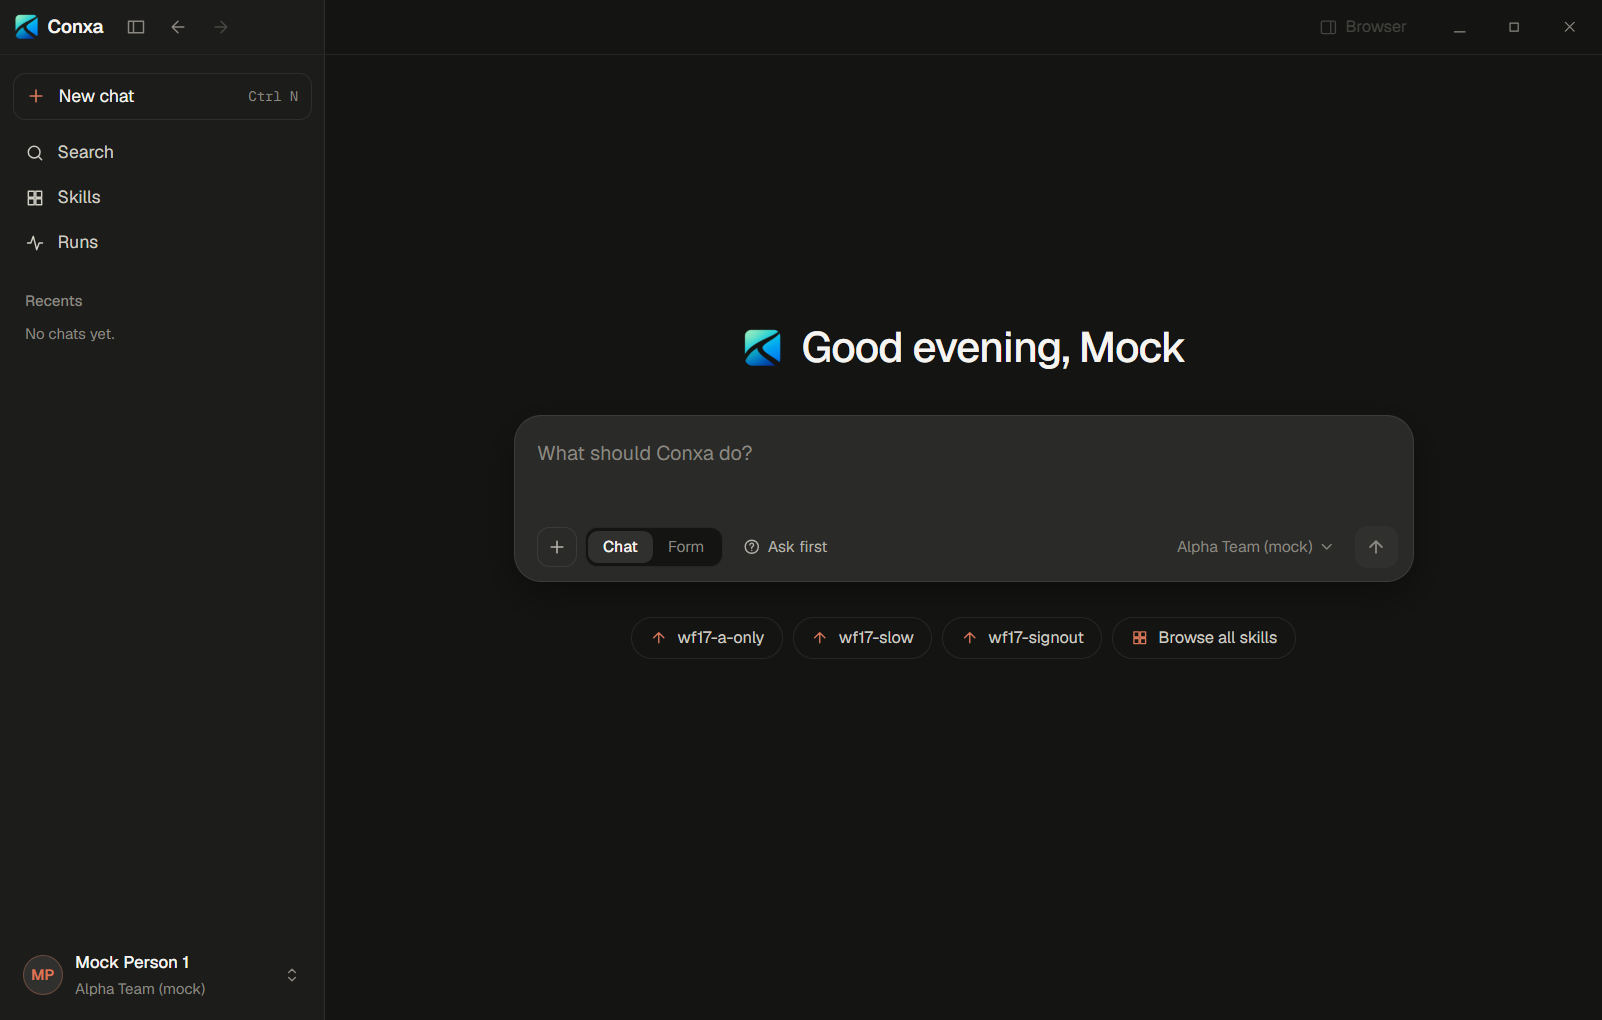 Conxa
Browser
New chat
Ctrl N
Search
Skills
Runs
Recents
No chats yet.
Good evening, Mock
What should Conxa do?
Chat
Form
Ask first
Alpha Team (mock)
wf17-a-only
wf17-slow
wf17-signout
Browse all skills
MP
Mock Person 1
Alpha Team (mock)